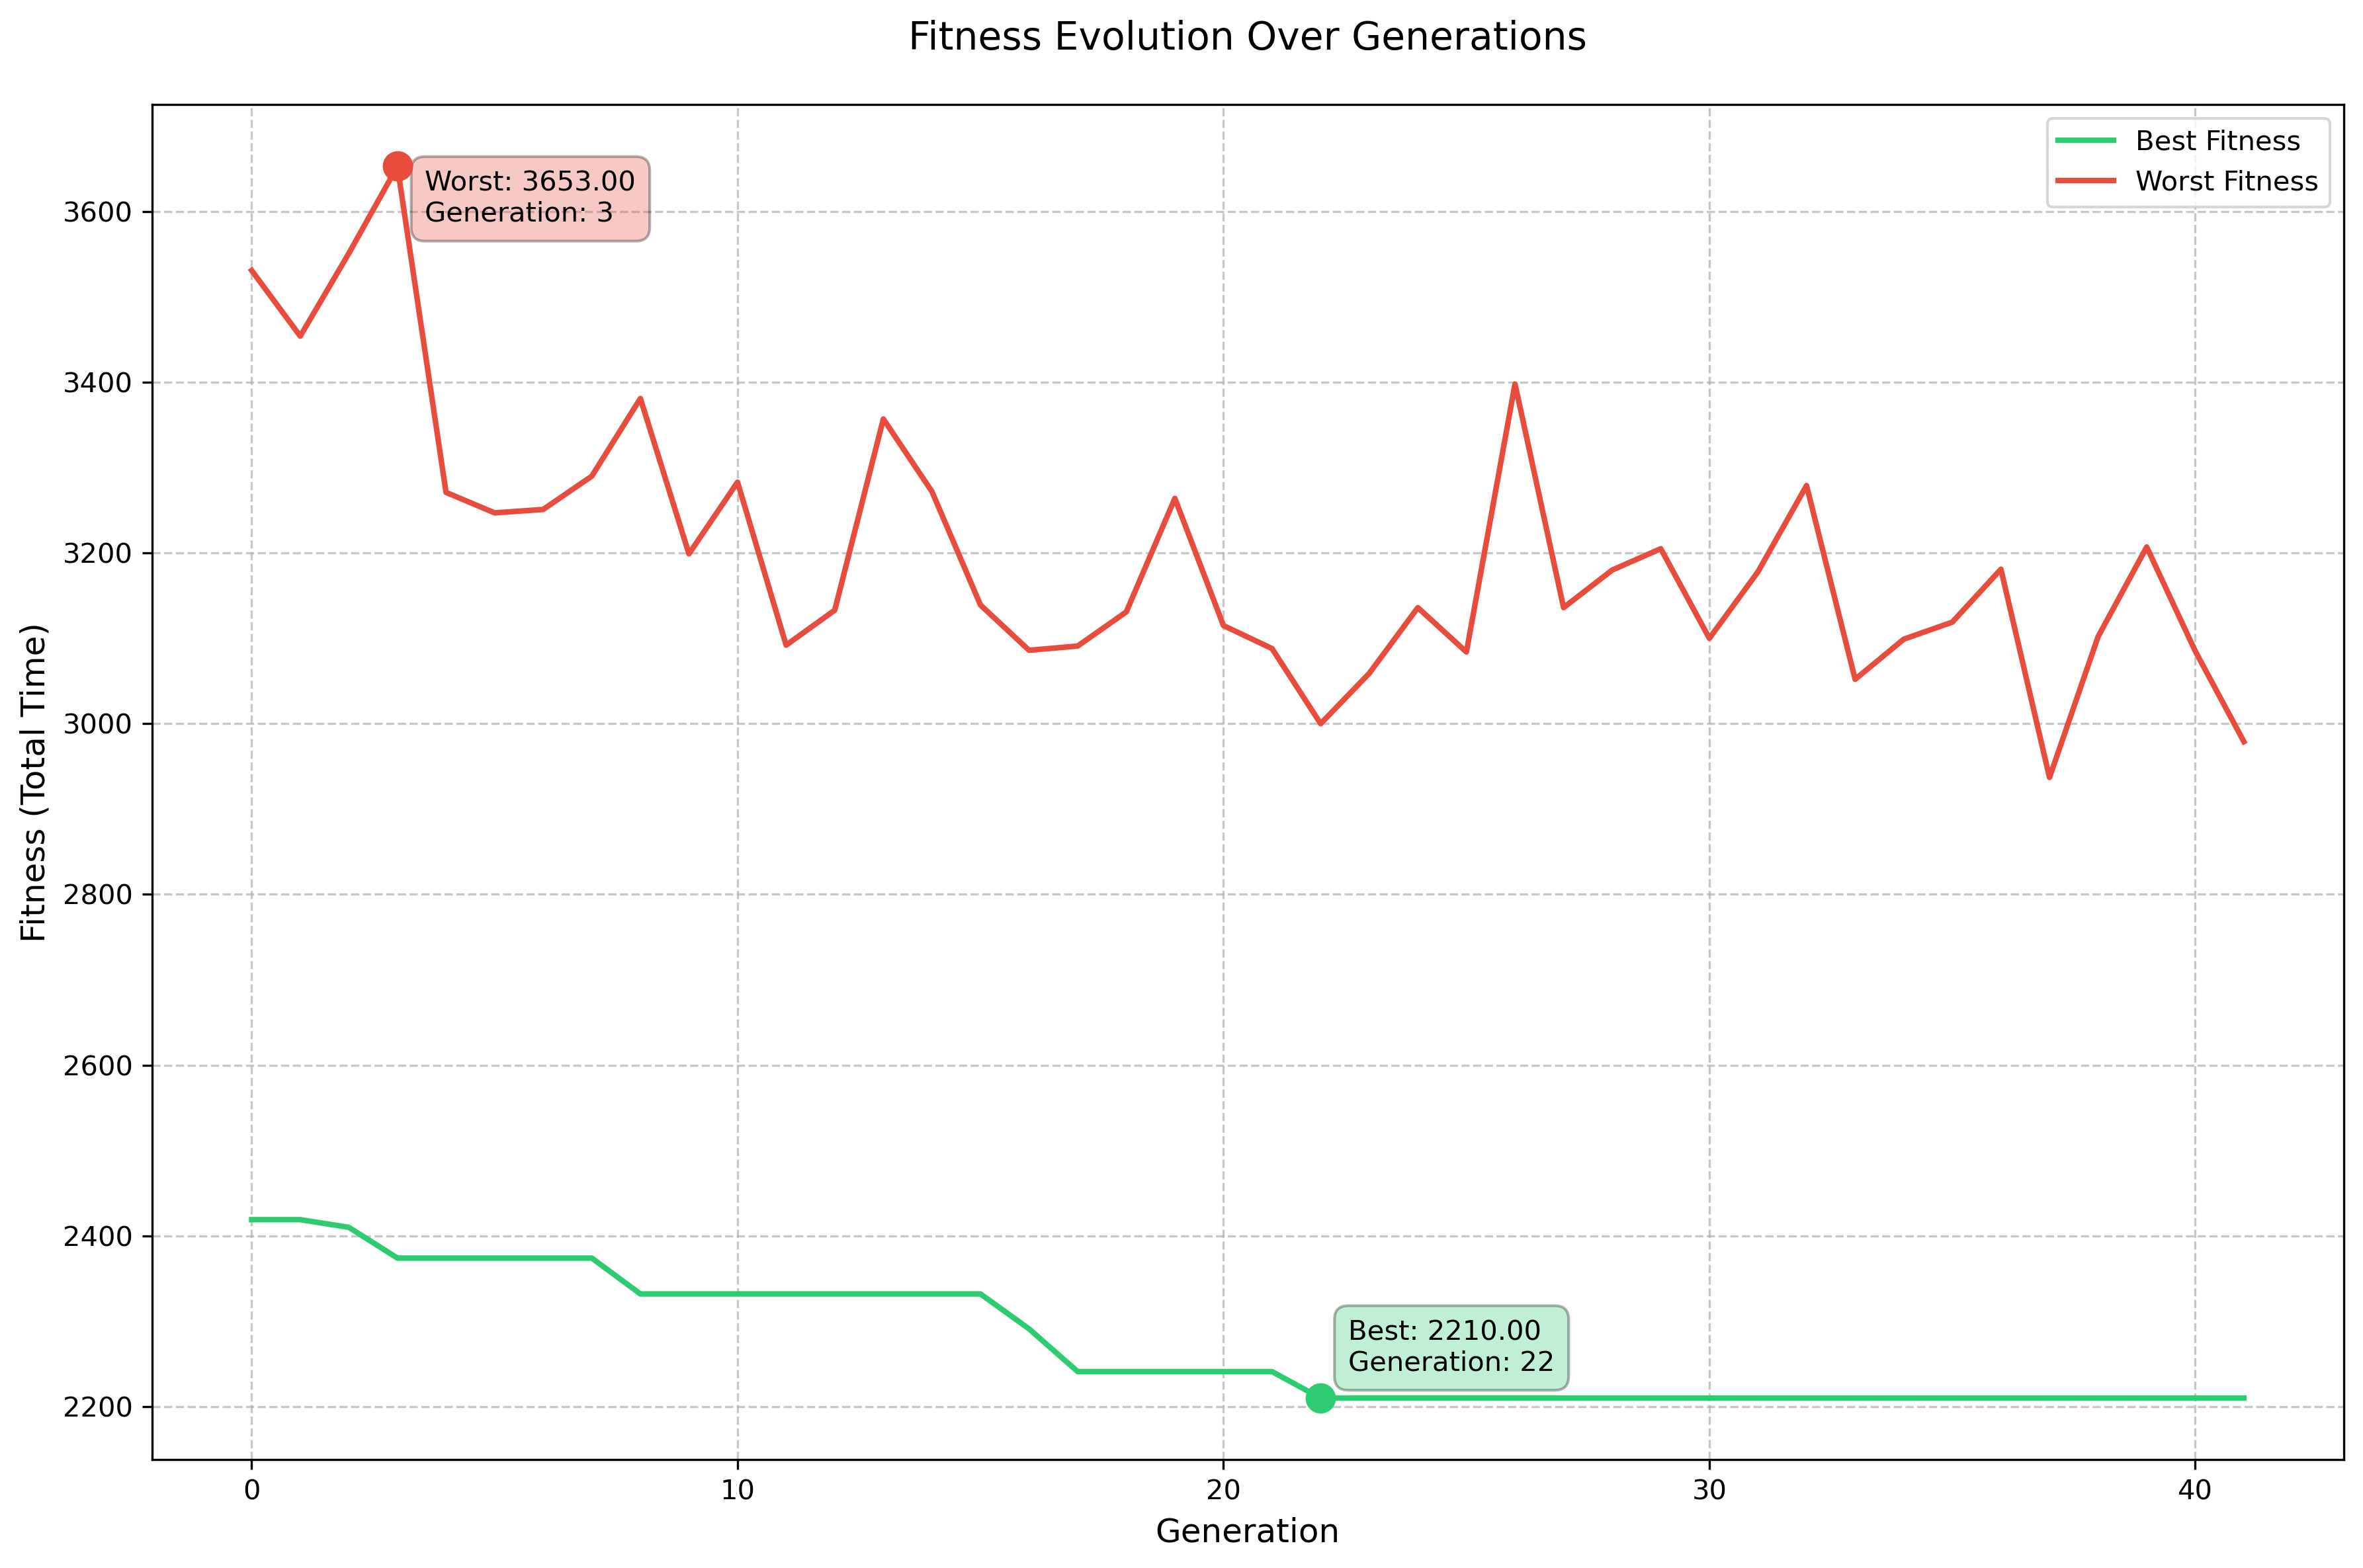 Fitness Evolution Over Generations
Best Fitness
Worst Fitness
Worst: 3653.00
Generation: 3
Best: 2210.00
Generation: 22
Fitness (Total Time)
3600
3400
3200
3000
2800
2600
2400
2200
0 10 20 30 40
Generation